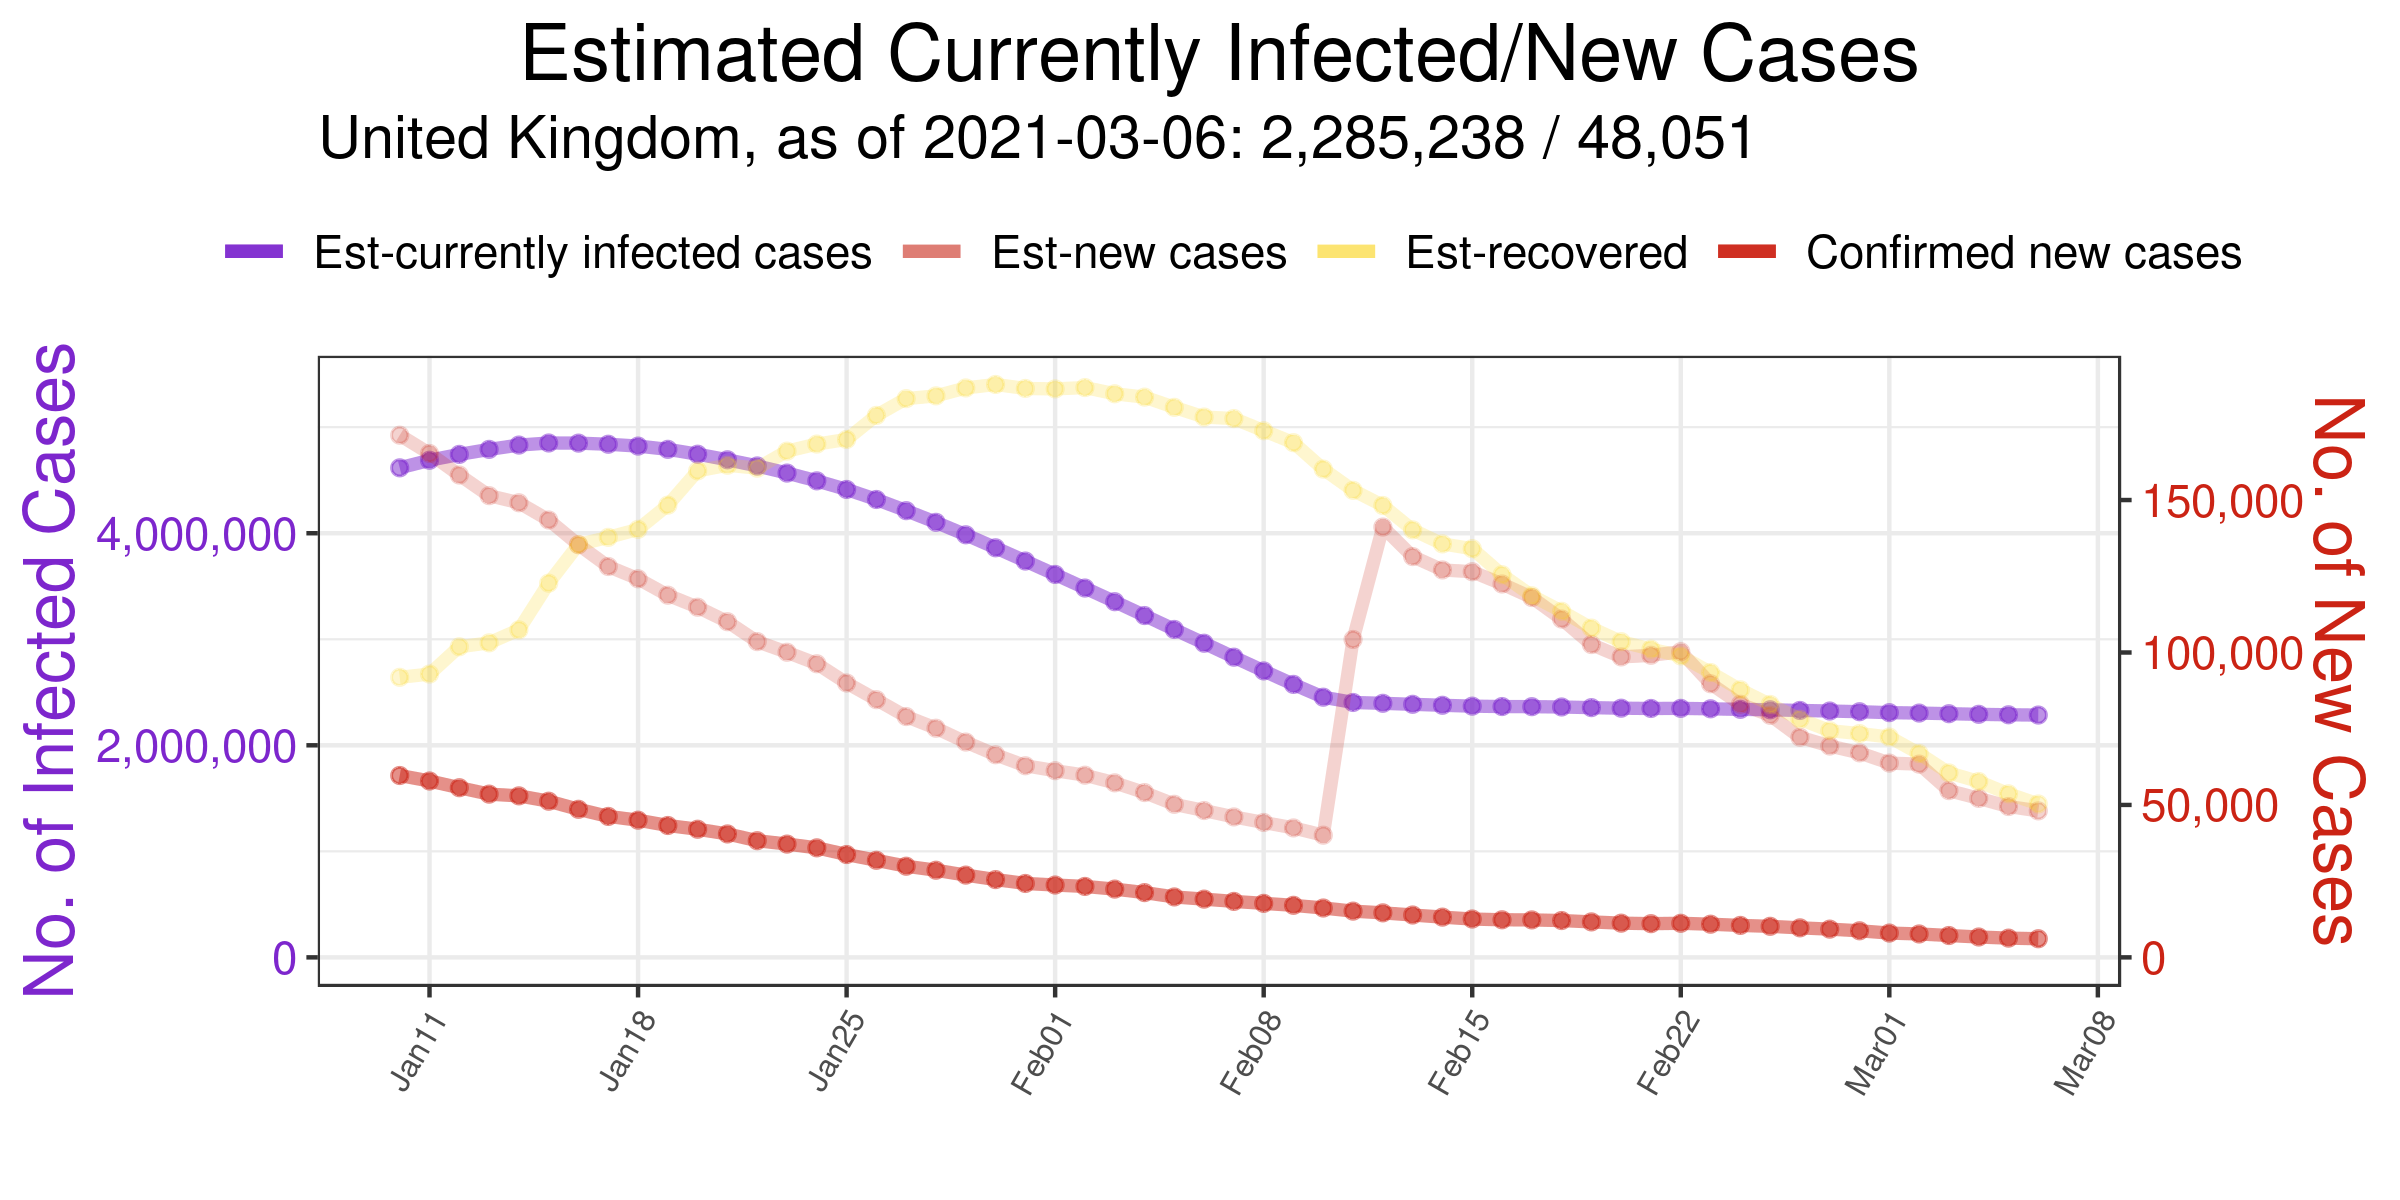 Estimated Currently Infected/New Cases
United Kingdom, as of 2021-03-06: 2,285,238 / 48,051
Est-currently infected cases Est-new cases Est-recovered Confirmed new cases
No. of Infected Cases
4,000,000
2,000,000
0
150,000
100,000
50,000
0
No. of New Cases
Jan11 Jan18 Jan25 Feb01 Feb08 Feb15 Feb22 Mar01 Mar08